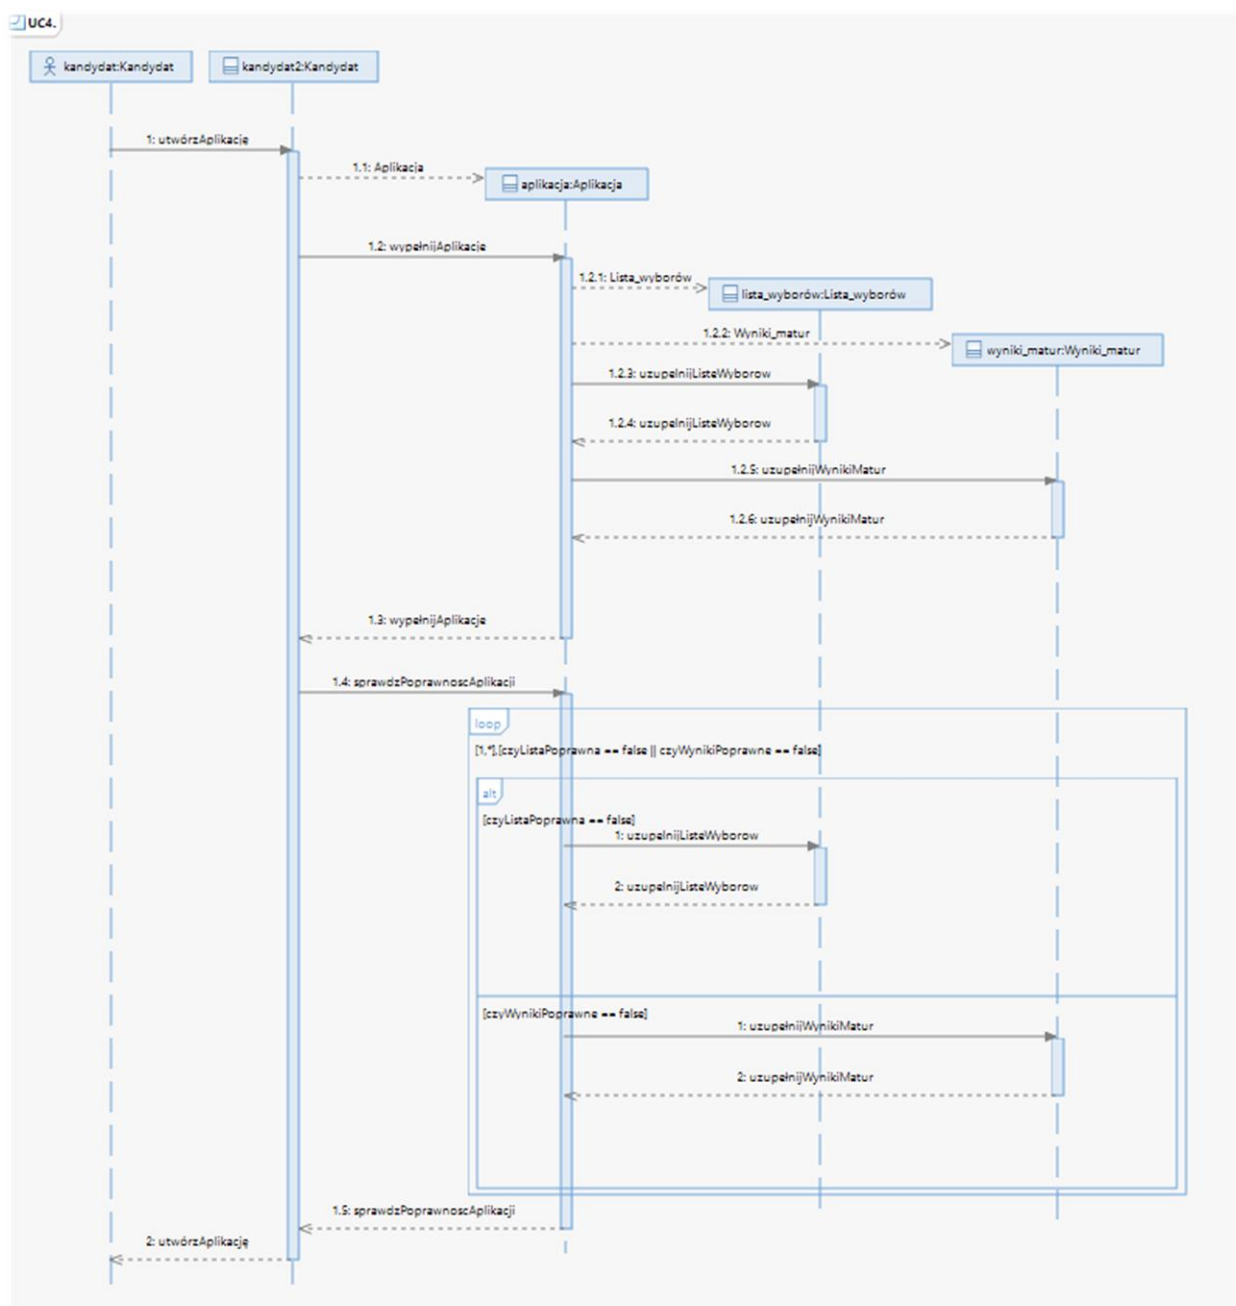 UC4.
kandydat:Kandydat
kandydat2:Kandydat
1: utwórzAplikację
1.1: Aplikacja
aplikacja:Aplikacja
1.2: wypełnijAplikacje
1.2.1: Lista_wyborów
lista_wyborów:Lista_wyborów
1.2.2: Wyniki_matur
wyniki_matur:Wyniki_matur
1.2.3: uzupelnijListeWyborow
1.2.4: uzupelnijListeWyborow
1.2.5: uzupełnijWynikiMatur
1.2.6: uzupełnijWynikiMatur
1.3: wypełnijAplikacje
1.4: sprawdzPoprawnoscAplikacji
loop
[1,*],[czyListaPoprawna == false || czyWynikiPoprawne == false]
alt
[czyListaPoprawna == false]
1: uzupelnijListeWyborow
2: uzupelnijListeWyborow
[czyWynikiPoprawne == false]
1: uzupełnijWynikiMatur
2: uzupełnijWynikiMatur
1.5: sprawdzPoprawnoscAplikacji
2: utwórzAplikację